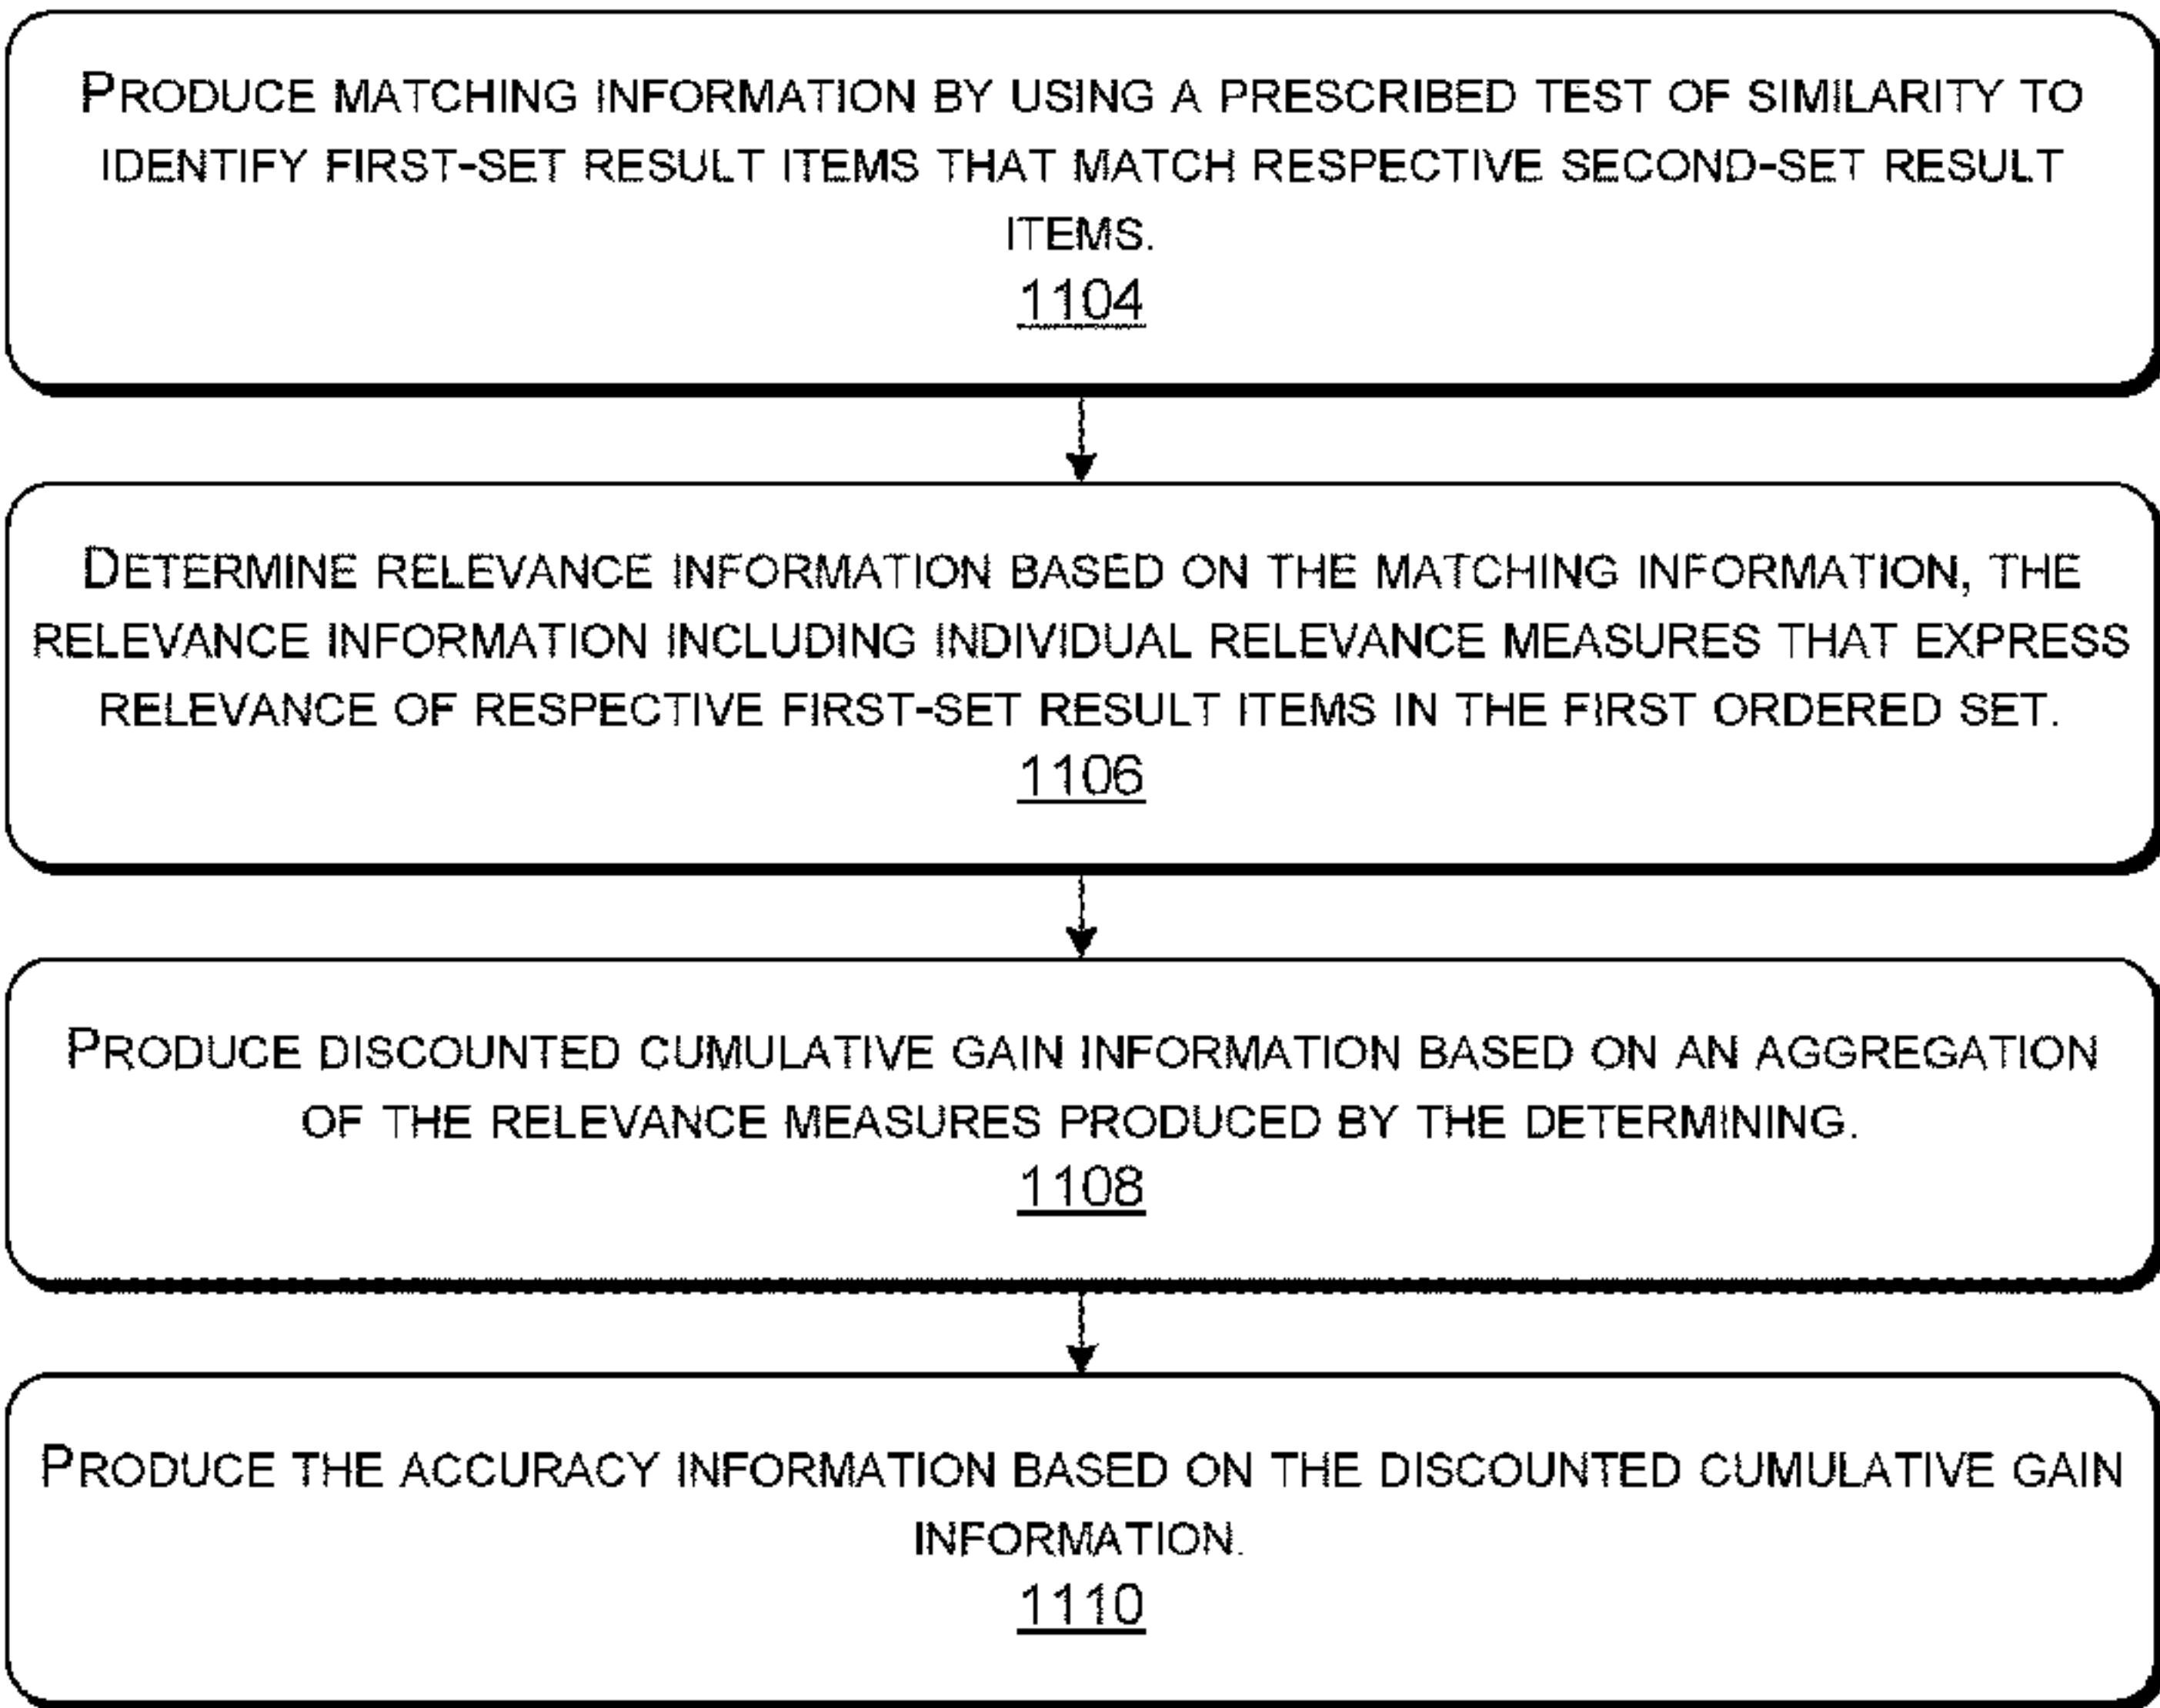 PRODUCE MATCHING INFORMATION BY USING A PRESCRIBED TEST OF SIMILARITY TO
IDENTIFY FIRST-SET RESULT ITEMS THAT MATCH RESPECTIVE SECOND-SET RESULT
ITEMS.
1104
DETERMINE RELEVANCE INFORMATION BASED ON THE MATCHING INFORMATION, THE
RELEVANCE INFORMATION INCLUDING INDIVIDUAL RELEVANCE MEASURES THAT EXPRESS
RELEVANCE OF RESPECTIVE FIRST-SET RESULT ITEMS IN THE FIRST ORDERED SET.
1106
PRODUCE DISCOUNTED CUMULATIVE GAIN INFORMATION BASED ON AN AGGREGATION
OF THE RELEVANCE MEASURES PRODUCED BY THE DETERMINING.
1108
PRODUCE THE ACCURACY INFORMATION BASED ON THE DISCOUNTED CUMULATIVE GAIN
INFORMATION.
1110